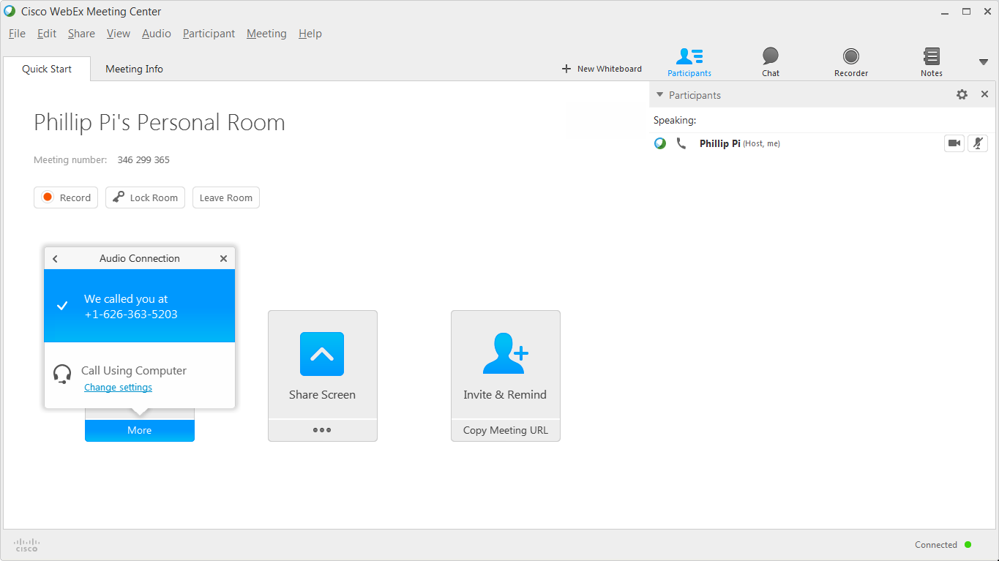 Cisco WebEx Meeting Center
File Edit Share View Audio Participant Meeting Help
Quick Start Meeting Info New Whiteboard Participants Chat Recorder Notes
Participants
Speaking:
Phillip Pi (Host, me)
Phillip Pi's Personal Room
Meeting number: 346 299 365
Record Lock Room Leave Room
Audio Connection
We called you at
+1-626-363-5203
Call Using Computer
Change settings
More
Share Screen
Invite & Remind
Copy Meeting URL
CISCO
Connected